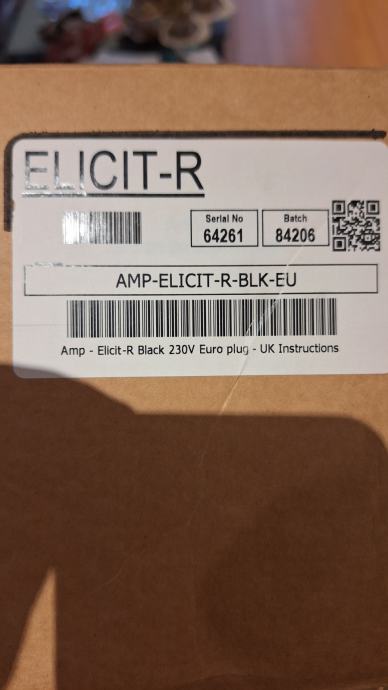 ELICIT-R
Serial No
64261
Batch
84206
AMP-ELICIT-R-BLK-EU
Amp - Elicit-R Black 230V Euro plug - UK Instructions